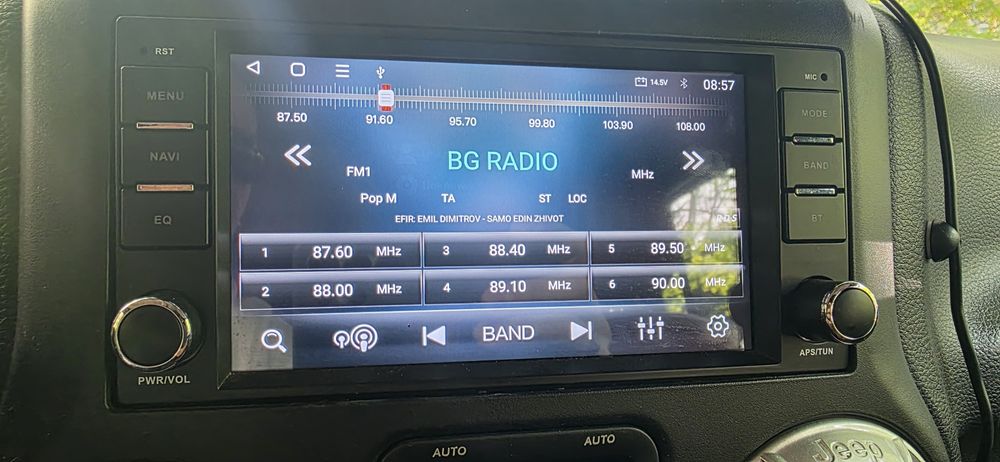 RST
MIC
MENU
NAVI
EQ
PWR/VOL
14.5V
08:57
87.50 91.60 95.70 99.80 103.90 108.00
BG RADIO
FM1
MHz
Pop M TA ST LOC
EFIR: EMIL DIMITROV - SAMO EDIN ZHIVOT
RDS
1 87.60 MHz 3 88.40 MHz 5 89.50 MHz
2 88.00 MHz 4 89.10 MHz 6 90.00 MHz
BAND
MODE
BAND
BT
APS/TUN
AUTO AUTO
Jeep